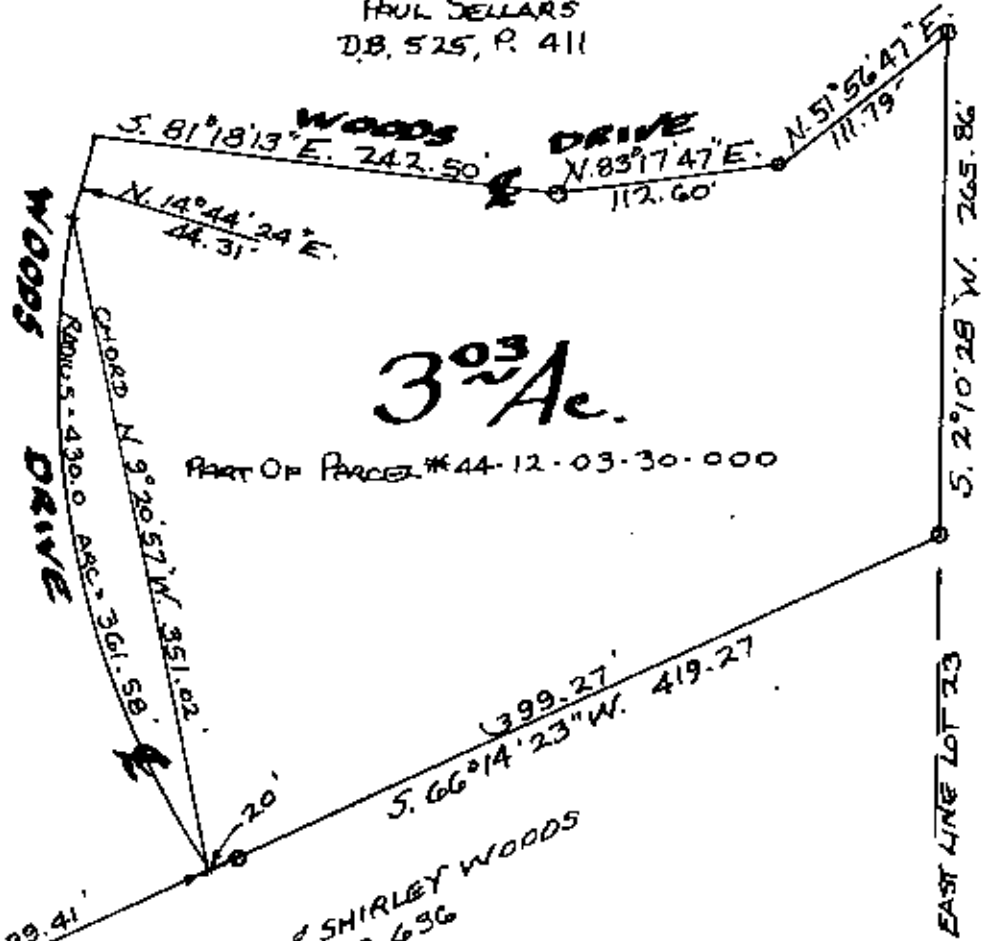 PAUL SELLARS
D.B. 525, P. 411
WOODS DRIVE
S. 81°18'13" E. 242.50'
N. 83°17'47" E.
112.60'
N. 51°56'47" E.
111.79'
N. 14°44'24" E.
44.31'
WOODS DRIVE
RADIUS = 430.0 ARC = 361.58'
CHORD N 9°20'57" W. 351.02'
3 03 Ac.
PART OF PARCEL # 44-12-03-30-000
S. 2°10'28" W. 265.86'
399.27'
S. 66°14'23" W. 419.27
20'
SHIRLEY WOODS
696
99.41'
EAST LINE LOT 23